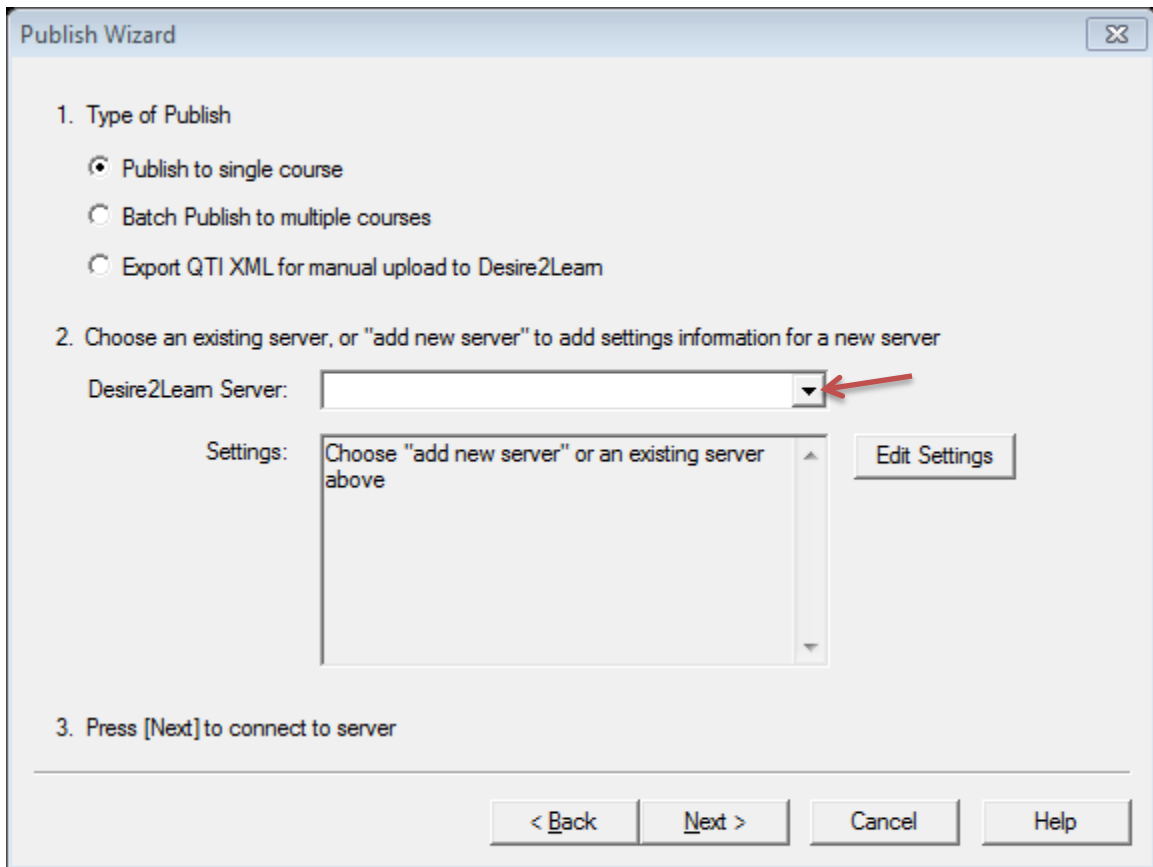 Publish Wizard
1. Type of Publish
Publish to single course
Batch Publish to multiple courses
Export QTI XML for manual upload to Desire2Learn
2. Choose an existing server, or "add new server" to add settings information for a new server
Desire2Learn Server:
Settings:
Choose "add new server" or an existing server
above
Edit Settings
3. Press [Next] to connect to server
< Back
Next >
Cancel
Help